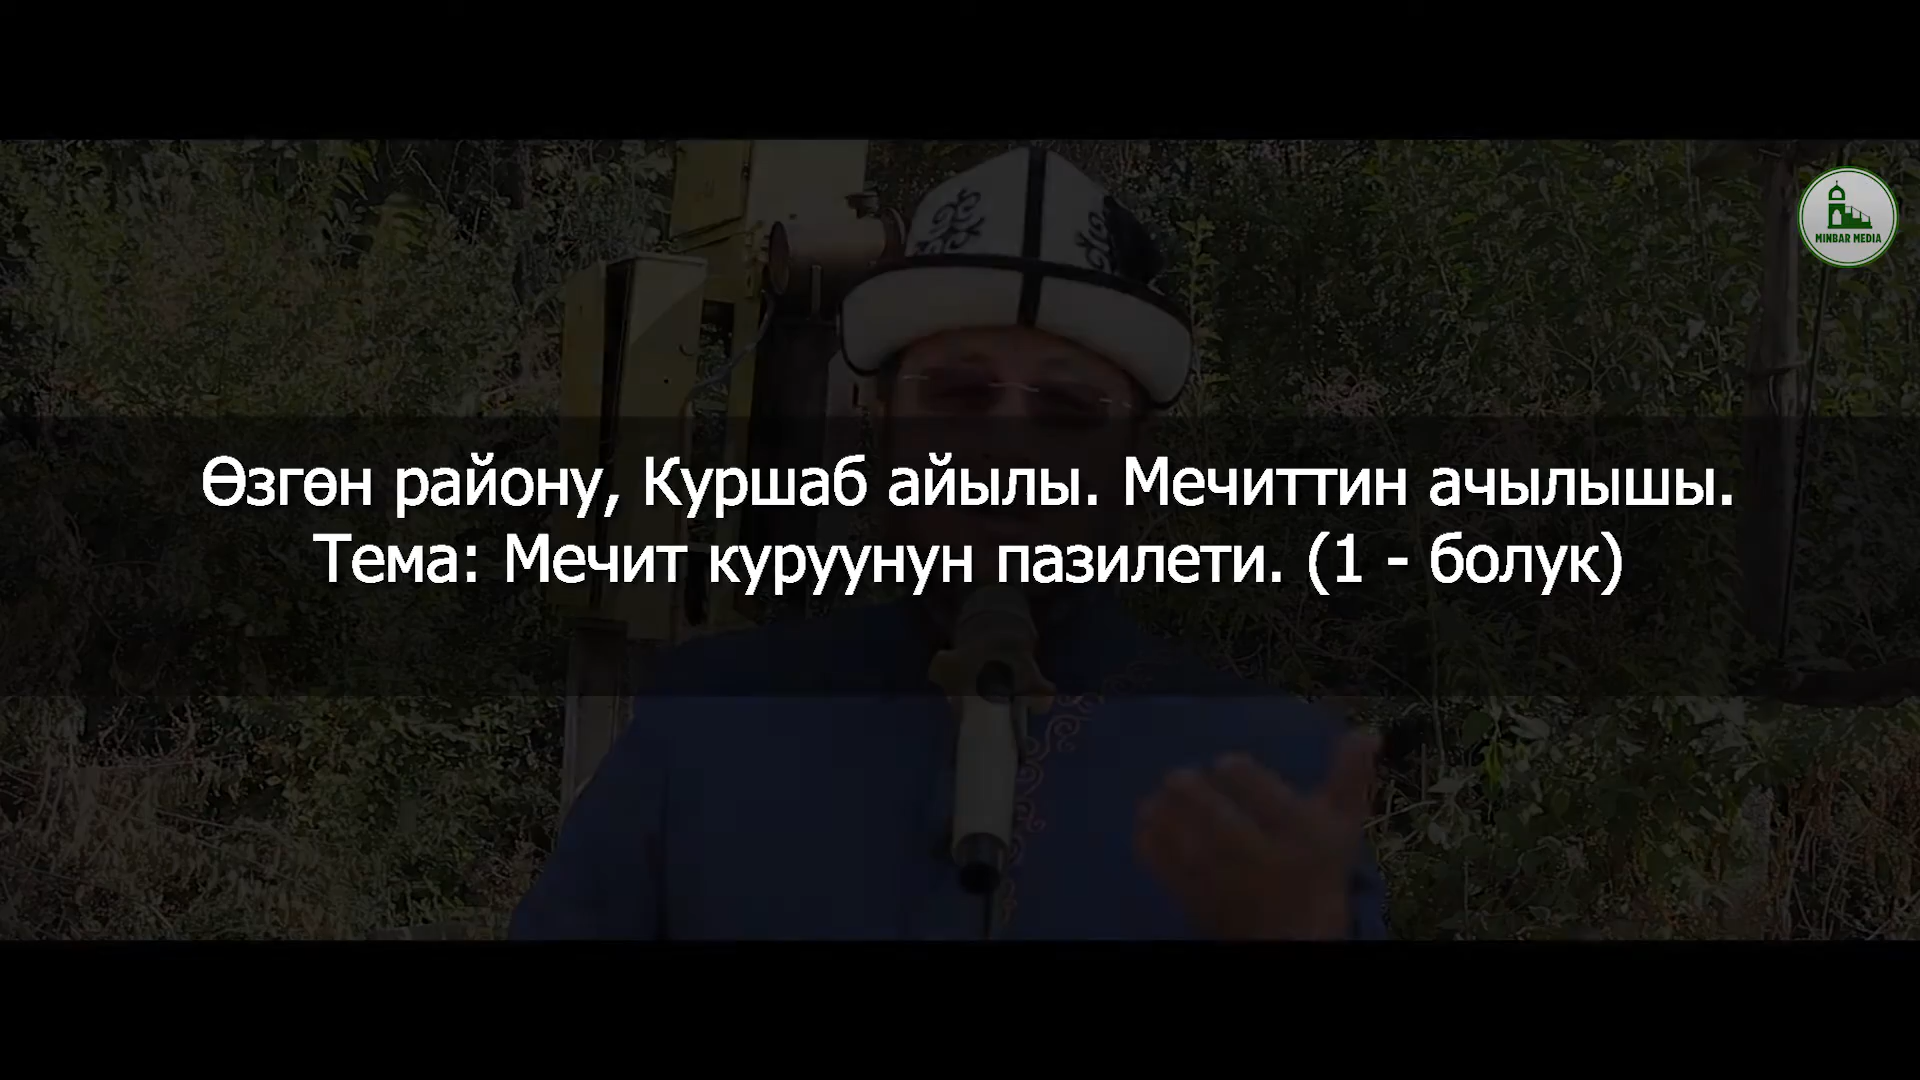 MINBAR MEDIA
Өзгөн району, Куршаб айылы. Мечиттин ачылышы.
Тема: Мечит куруунун пазилети. (1 - болук)